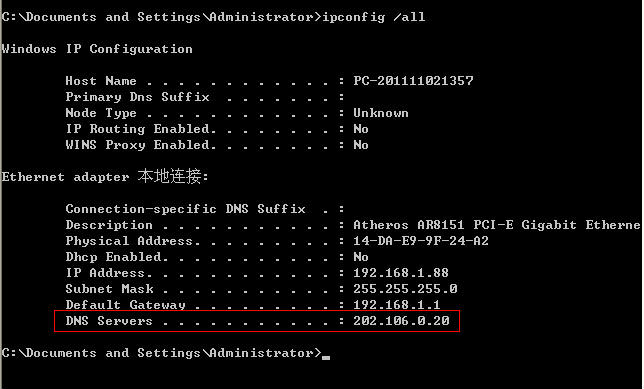 C:\Documents and Settings\Administrator>ipconfig /all
Windows IP Configuration
Host Name . . . . . . . . . . . . : PC-201111021357
Primary Dns Suffix  . . . . . . . :
Node Type . . . . . . . . . . . . : Unknown
IP Routing Enabled. . . . . . . . : No
WINS Proxy Enabled. . . . . . . . : No
Ethernet adapter 本地连接:
Connection-specific DNS Suffix  . :
Description . . . . . . . . . . . : Atheros AR8151 PCI-E Gigabit Etherne
Physical Address. . . . . . . . . : 14-DA-E9-9F-24-A2
Dhcp Enabled. . . . . . . . . . . : No
IP Address. . . . . . . . . . . . : 192.168.1.88
Subnet Mask . . . . . . . . . . . : 255.255.255.0
Default Gateway . . . . . . . . . : 192.168.1.1
DNS Servers . . . . . . . . . . . : 202.106.0.20
C:\Documents and Settings\Administrator>_